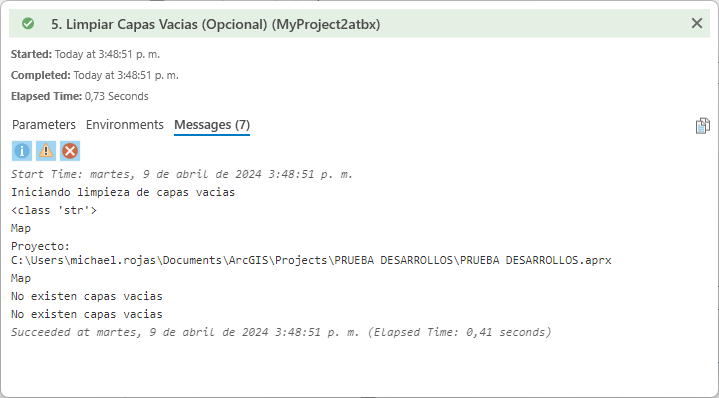 5. Limpiar Capas Vacias (Opcional) (MyProject2atbx)
Started: Today at 3:48:51 p. m.
Completed: Today at 3:48:51 p. m.
Elapsed Time: 0,73 Seconds
Parameters Environments Messages (7)
Start Time: martes, 9 de abril de 2024 3:48:51 p. m.
Iniciando limpieza de capas vacias
<class 'str'>
Map
Proyecto:
C:\Users\michael.rojas\Documents\ArcGIS\Projects\PRUEBA DESARROLLOS\PRUEBA DESARROLLOS.aprx
Map
No existen capas vacias
No existen capas vacias
Succeeded at martes, 9 de abril de 2024 3:48:51 p. m. (Elapsed Time: 0,41 seconds)